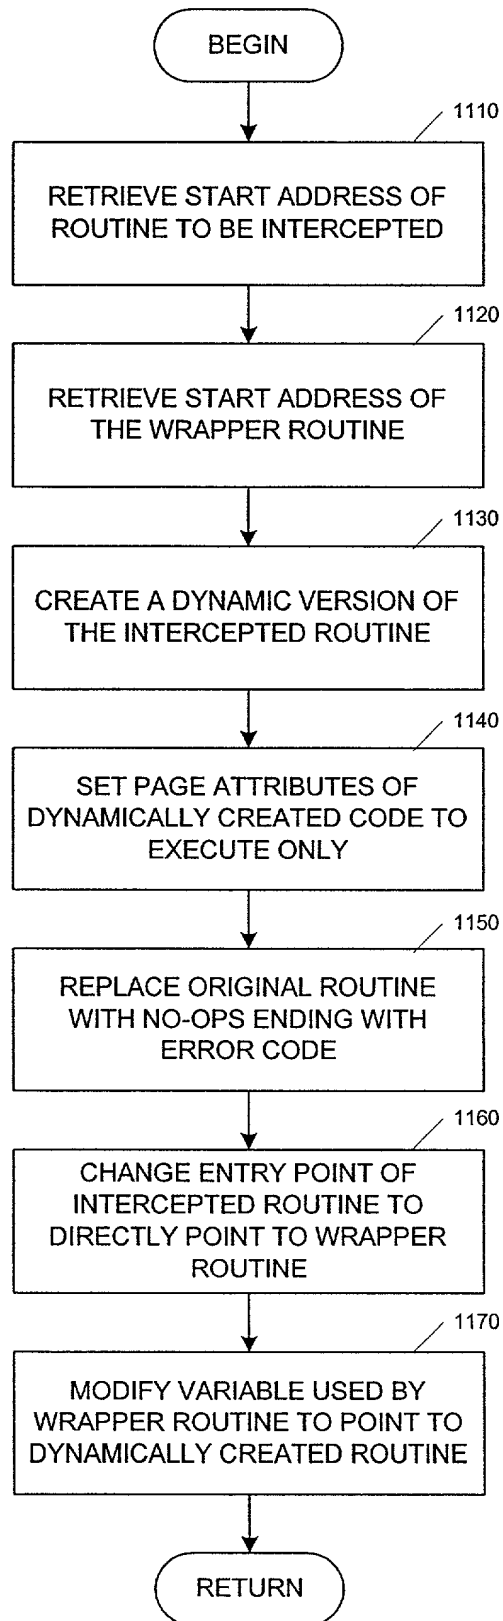 BEGIN
1110
RETRIEVE START ADDRESS OF
ROUTINE TO BE INTERCEPTED
1120
RETRIEVE START ADDRESS OF
THE WRAPPER ROUTINE
1130
CREATE A DYNAMIC VERSION OF
THE INTERCEPTED ROUTINE
1140
SET PAGE ATTRIBUTES OF
DYNAMICALLY CREATED CODE TO
EXECUTE ONLY
1150
REPLACE ORIGINAL ROUTINE
WITH NO-OPS ENDING WITH
ERROR CODE
1160
CHANGE ENTRY POINT OF
INTERCEPTED ROUTINE TO
DIRECTLY POINT TO WRAPPER
ROUTINE
1170
MODIFY VARIABLE USED BY
WRAPPER ROUTINE TO POINT TO
DYNAMICALLY CREATED ROUTINE
RETURN